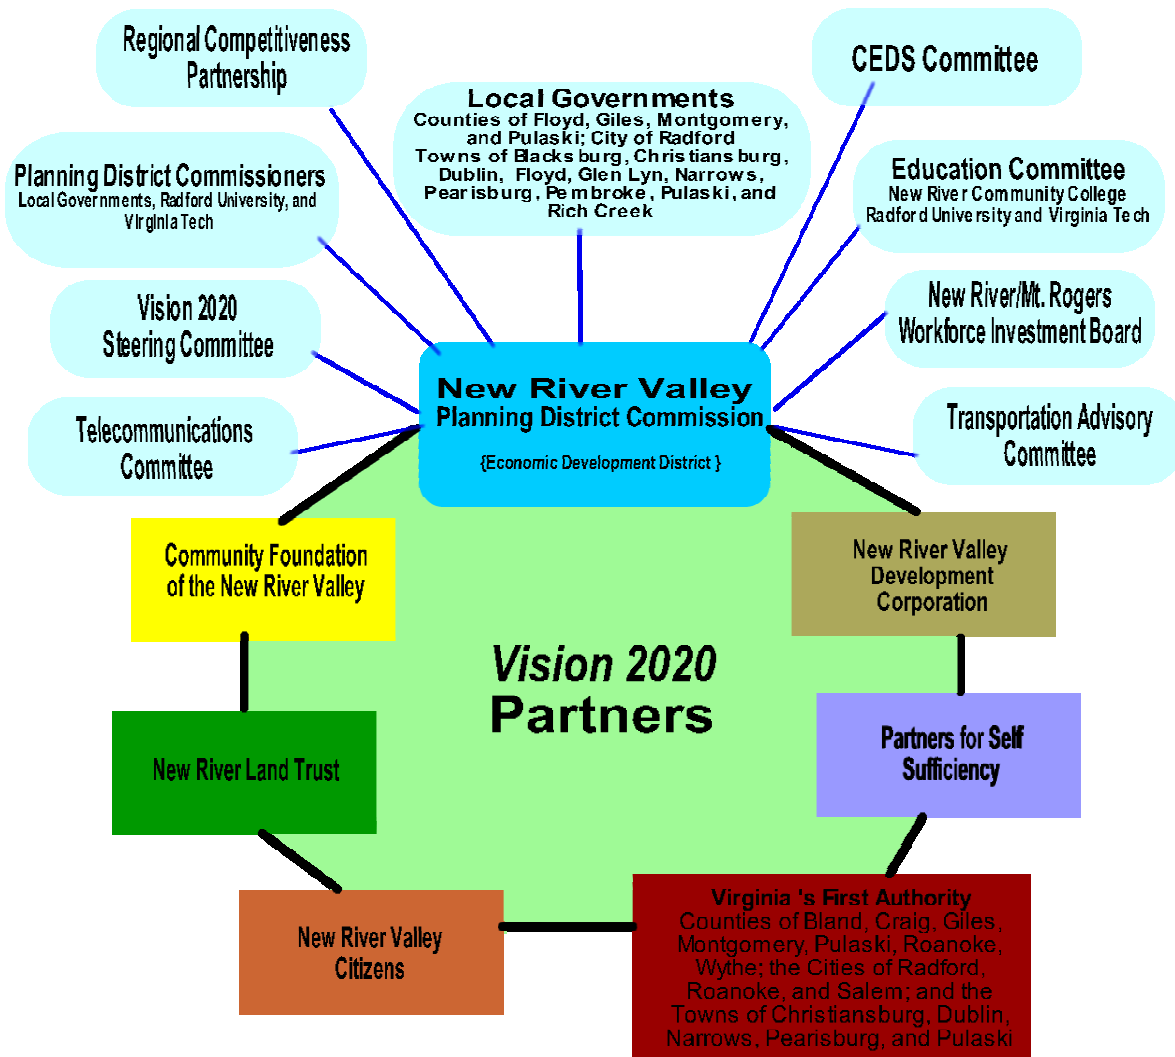 Regional Competitiveness
Partnership
CEDS Committee
Local Governments
Counties of Floyd, Giles, Montgomery,
and Pulaski; City of Radford
Towns of Blacksburg, Christiansburg,
Dublin, Floyd, Glen Lyn, Narrows,
Pearisburg, Pembroke, Pulaski, and
Rich Creek
Planning District Commissioners
Local Governments, Radford University, and
Virginia Tech
Education Committee
New River Community College
Radford University and Virginia Tech
Vision 2020
Steering Committee
New River/Mt. Rogers
Workforce Investment Board
New River Valley
Planning District Commission
{Economic Development District }
Telecommunications
Committee
Transportation Advisory
Committee
Community Foundation
of the New River Valley
New River Valley
Development
Corporation
Vision 2020
Partners
New River Land Trust
Partners for Self
Sufficiency
New River Valley
Citizens
Virginia 's First Authority
Counties of Bland, Craig, Giles,
Montgomery, Pulaski, Roanoke,
Wythe; the Cities of Radford,
Roanoke, and Salem; and the
Towns of Christiansburg, Dublin,
Narrows, Pearisburg, and Pulaski